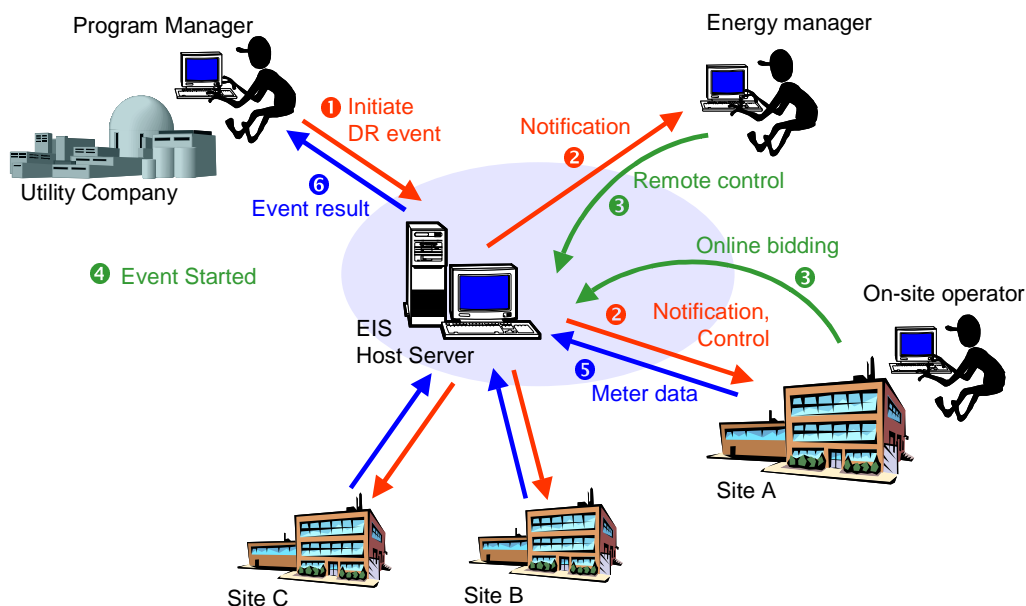 Program Manager
Energy manager
❶ Initiate
DR event
Notification
❷
Utility Company
❻
Event result
Remote control
❸
❹ Event Started
Online bidding
❸
On-site operator
EIS
Host Server
❷ Notification,
Control
❺
Meter data
Site A
Site C
Site B